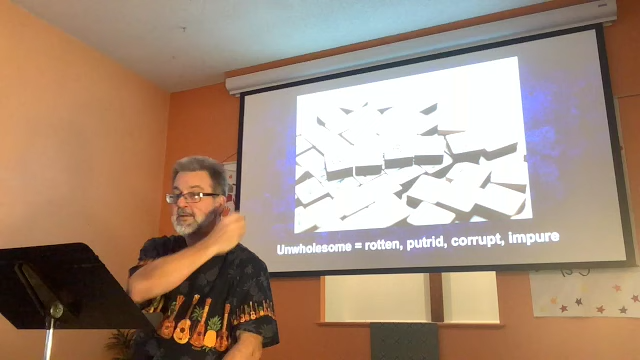 Unwholesome = rotten, putrid, corrupt, impure